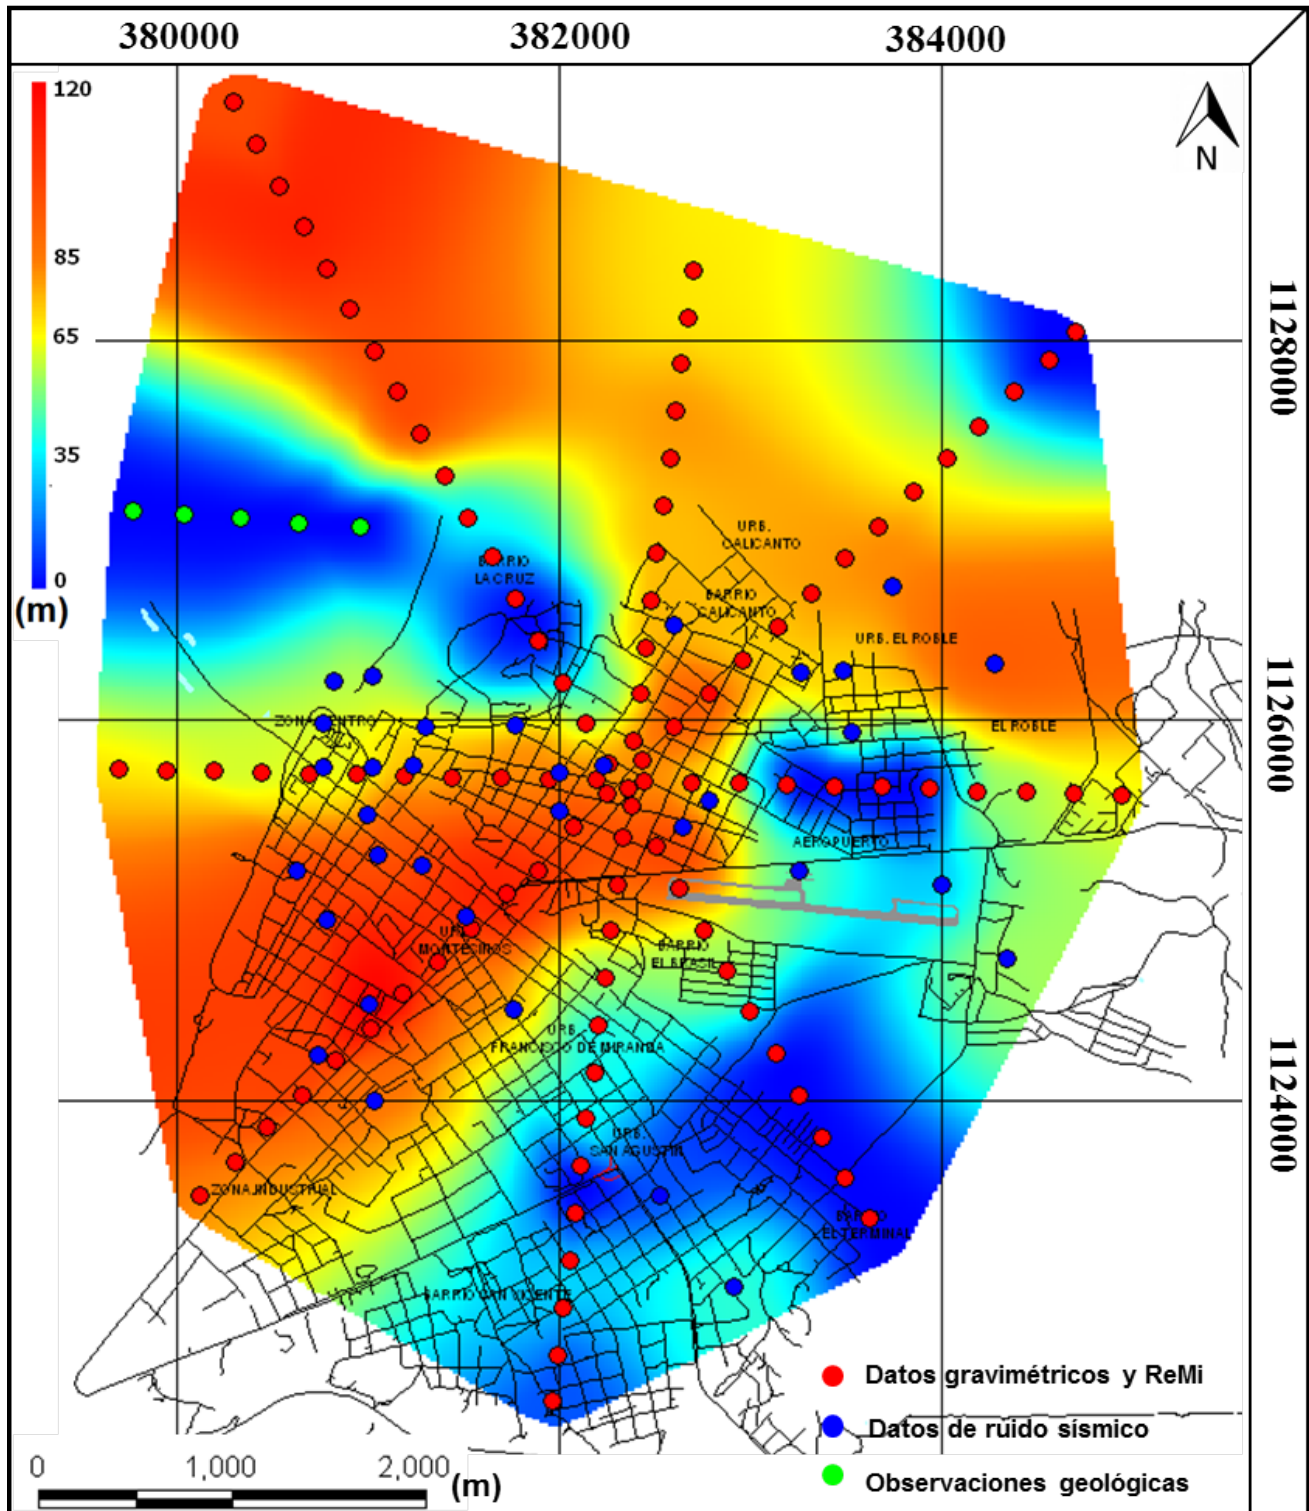 380000
382000
384000
120
85
65
35
0
(m)
N
1128000
1126000
1124000
URB.
CALICANTO
BARRIO
LA CRUZ
BARRIO
CALICANTO
URB. EL ROBLE
ZONA CENTRO
EL ROBLE
AEROPUERTO
URB.
MONTECINOS
BARRIO
EL BRASIL
URB.
FRANCISCO DE MIRANDA
URB.
SAN AGUSTIN
ZONA INDUSTRIAL
BARRIO
EL TERMINAL
BARRIO SAN VICENTE
Datos gravimétricos y ReMi
Datos de ruido sísmico
Observaciones geológicas
0
1,000
2,000
(m)